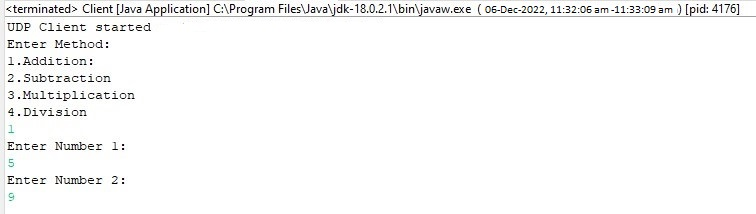 <terminated> Client [Java Application] C:\Program Files\Java\jdk-18.0.2.1\bin\javaw.exe ( 06-Dec-2022, 11:32:06 am -11:33:09 am ) [pid: 4176]
UDP Client started
Enter Method:
1.Addition:
2.Subtraction
3.Multiplication
4.Division
1
Enter Number 1:
5
Enter Number 2:
9